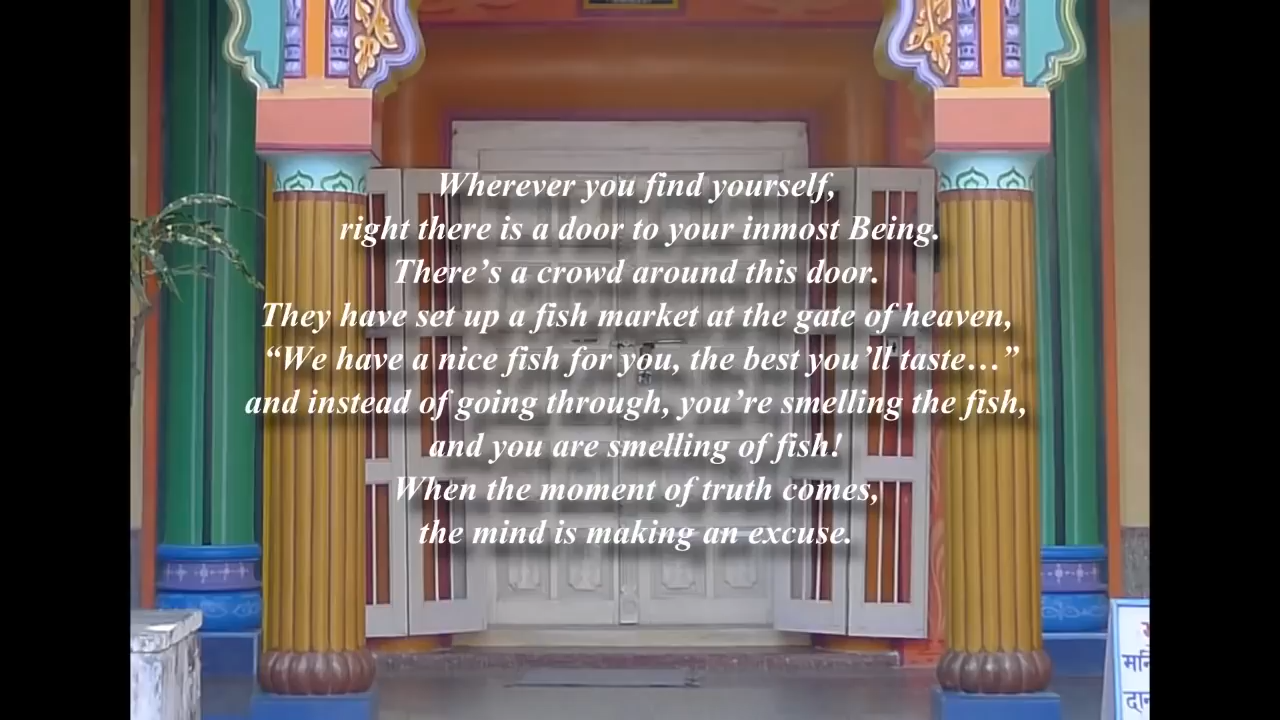 Wherever you find yourself,
right there is a door to your inmost Being.
There’s a crowd around this door.
They have set up a fish market at the gate of heaven,
“We have a nice fish for you, the best you’ll taste…”
and instead of going through, you’re smelling the fish,
and you are smelling of fish!
When the moment of truth comes,
the mind is making an excuse.